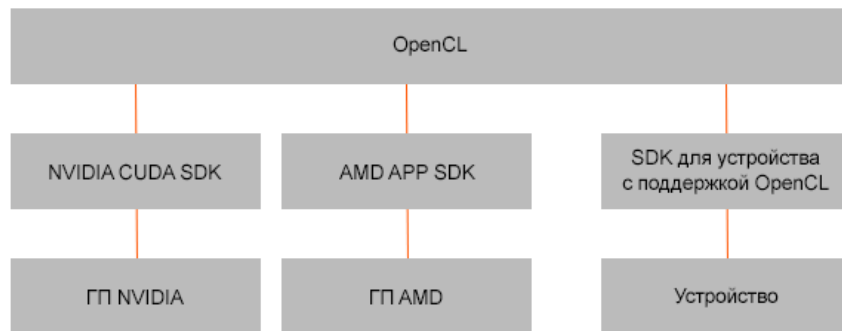 OpenCL
NVIDIA CUDA SDK
AMD APP SDK
SDK для устройства
с поддержкой OpenCL
ГП NVIDIA
ГП AMD
Устройство